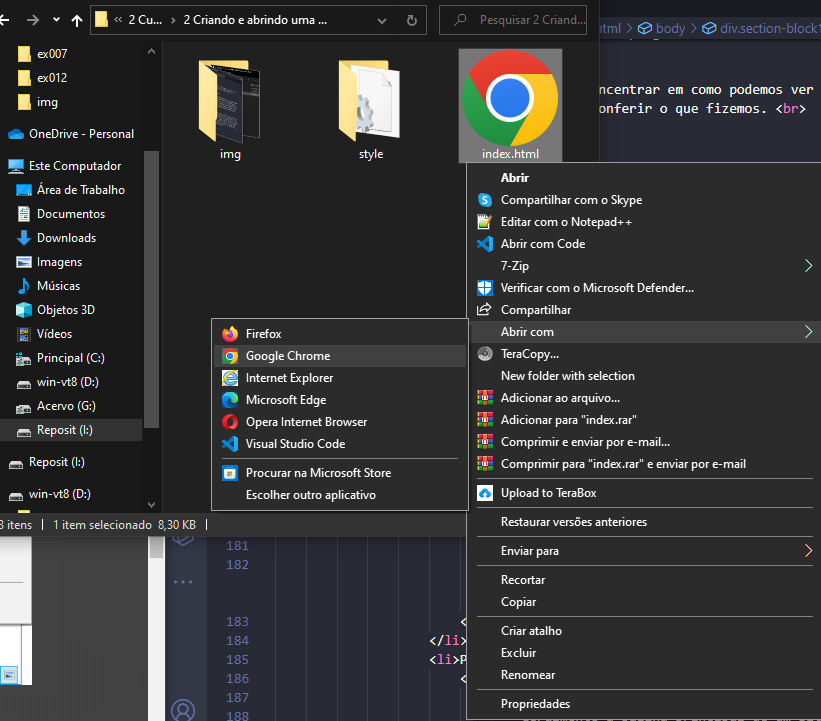 2 Cu... > 2 Criando e abrindo uma ...
Pesquisar 2 Criand...
html > body > div.section-block1
ncentrar em como podemos ver
onferir o que fizemos. <br>
ex007
ex012
img
OneDrive - Personal
Este Computador
Área de Trabalho
Documentos
Downloads
Imagens
Músicas
Objetos 3D
Vídeos
Principal (C:)
win-vt8 (D:)
Acervo (G:)
Reposit (I:)
Reposit (I:)
win-vt8 (D:)
img
style
index.html
Abrir
Compartilhar com o Skype
Editar com o Notepad++
Abrir com Code
7-Zip
Verificar com o Microsoft Defender...
Compartilhar
Abrir com
TeraCopy...
New folder with selection
Adicionar ao arquivo...
Adicionar para "index.rar"
Comprimir e enviar por e-mail...
Comprimir para "index.rar" e enviar por e-mail
Upload to TeraBox
Restaurar versões anteriores
Enviar para
Recortar
Copiar
Criar atalho
Excluir
Renomear
Propriedades
Firefox
Google Chrome
Internet Explorer
Microsoft Edge
Opera Internet Browser
Visual Studio Code
Procurar na Microsoft Store
Escolher outro aplicativo
3 itens | 1 item selecionado 8,30 KB |
181
182
183 <
184 </li>
185 <li>P
186 <
187
188